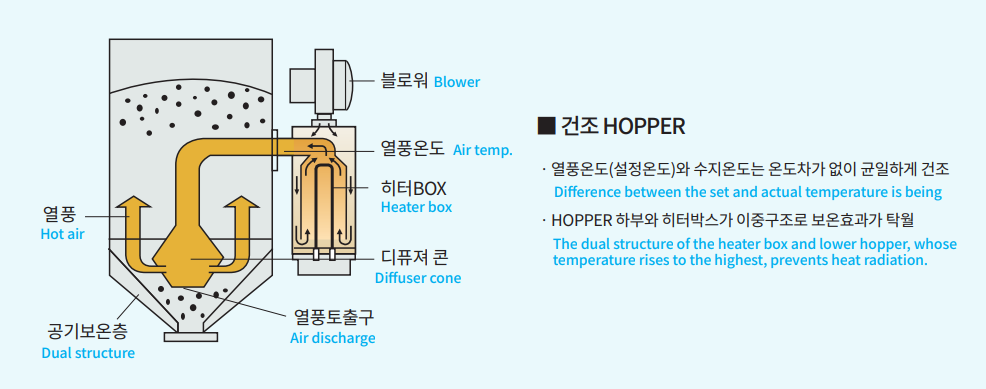 블로워 Blower
열풍온도 Air temp.
히터BOX
Heater box
열풍
Hot air
디퓨져 콘
Diffuser cone
열풍토출구
Air discharge
공기보온층
Dual structure
■ 건조 HOPPER
· 열풍온도(설정온도)와 수지온도는 온도차가 없이 균일하게 건조
Difference between the set and actual temperature is being
· HOPPER 하부와 히터박스가 이중구조로 보온효과가 탁월
The dual structure of the heater box and lower hopper, whose
temperature rises to the highest, prevents heat radiation.